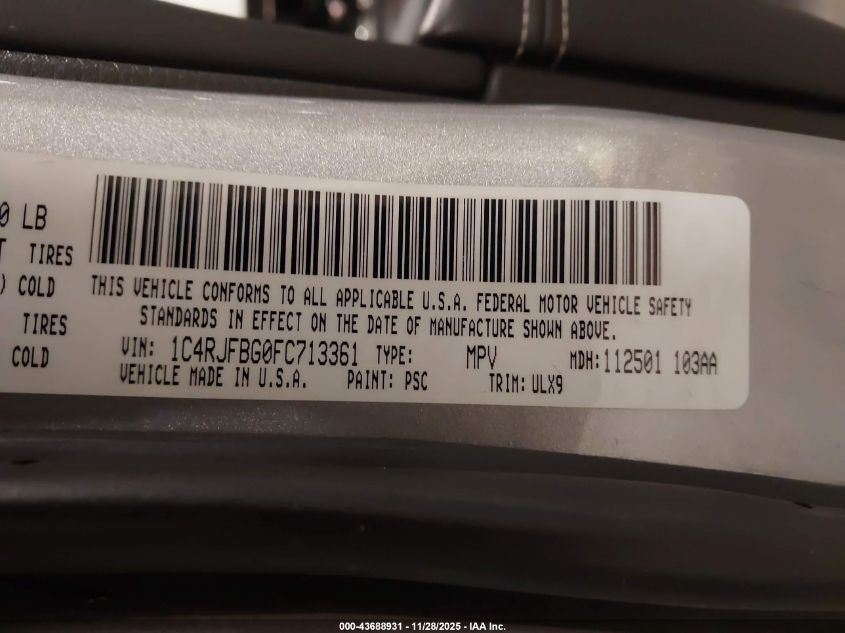 0 LB
TIRES
) COLD
THIS VEHICLE CONFORMS TO ALL APPLICABLE U.S.A. FEDERAL MOTOR VEHICLE SAFETY
TIRES
STANDARDS IN EFFECT ON THE DATE OF MANUFACTURE SHOWN ABOVE.
COLD
VIN: 1C4RJFBG0FC713361 TYPE: MPV MDH: 112501 103AA
VEHICLE MADE IN U.S.A. PAINT: PSC TRIM: ULX9
000-43688931 - 11/28/2025 - IAA Inc.